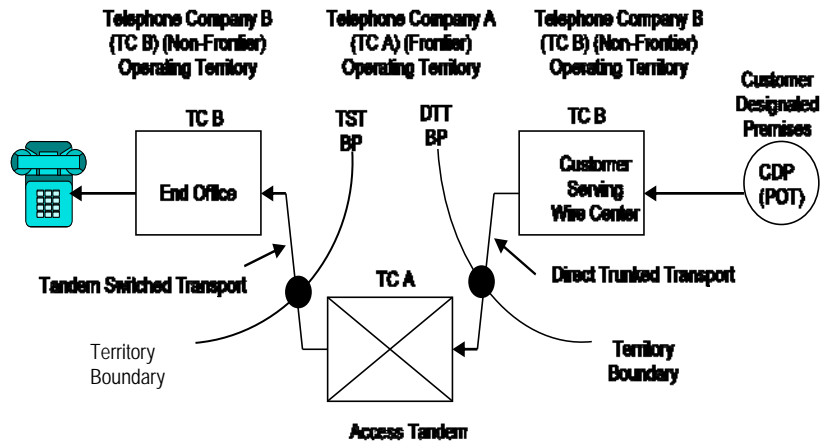 Telephone Company B
(TC B) (Non-Frontier)
Operating Territory
Telephone Company A
(TC A) (Frontier)
Operating Territory
Telephone Company B
(TC B) (Non-Frontier)
Operating Territory
Customer
Designated
Premises
TC B
TST
BP
DTT
BP
TC B
End Office
Customer
Serving
Wire Center
CDP
(POT)
Tandem Switched Transport
TC A
Direct Trunked Transport
Territory
Boundary
Territory
Boundary
Access Tandem